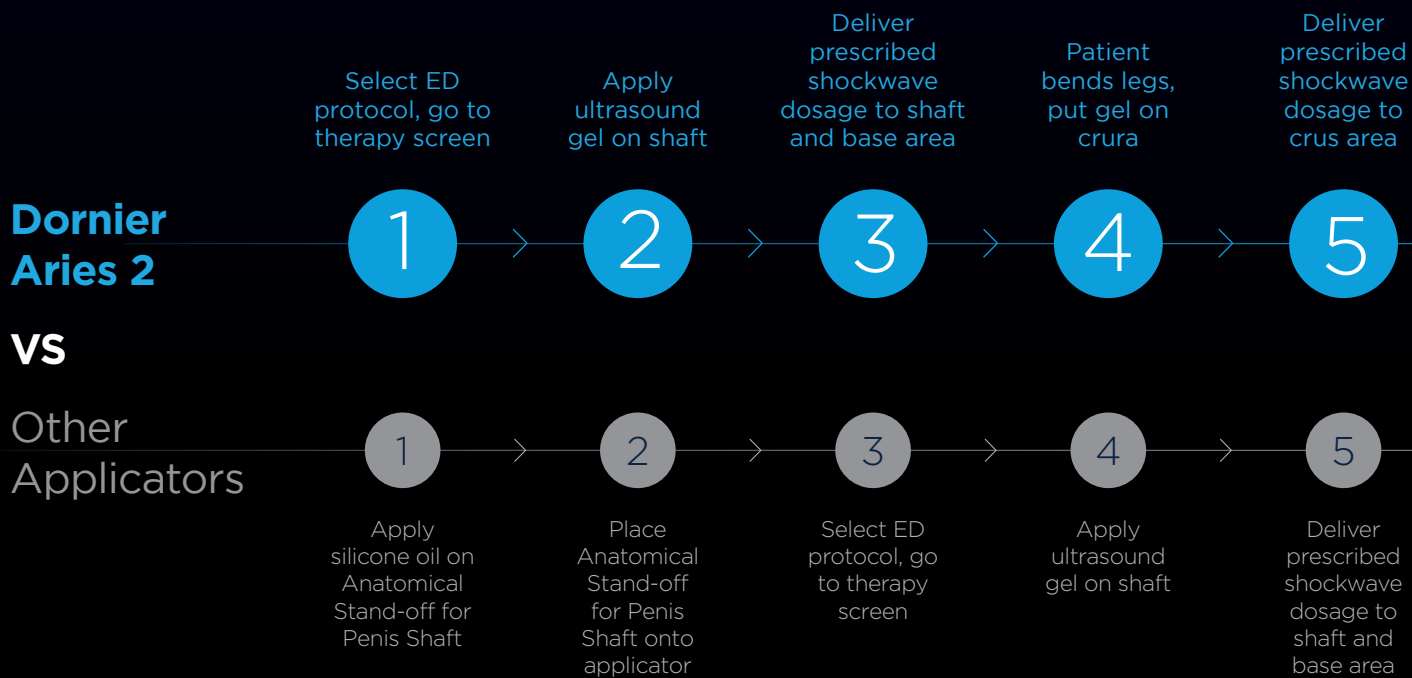 Select ED
protocol, go to
therapy screen
Apply
ultrasound
gel on shaft
Deliver
prescribed
shockwave
dosage to shaft
and base area
Patient
bends legs,
put gel on
crura
Deliver
prescribed
shockwave
dosage to
crus area
Dornier
Aries 2
1
2
3
4
5
VS
Other
Applicators
1
2
3
4
5
Apply
silicone oil on
Anatomical
Stand-off for
Penis Shaft
Place
Anatomical
Stand-off
for Penis
Shaft onto
applicator
Select ED
protocol, go
to therapy
screen
Apply
ultrasound
gel on shaft
Deliver
prescribed
shockwave
dosage to
shaft and
base area